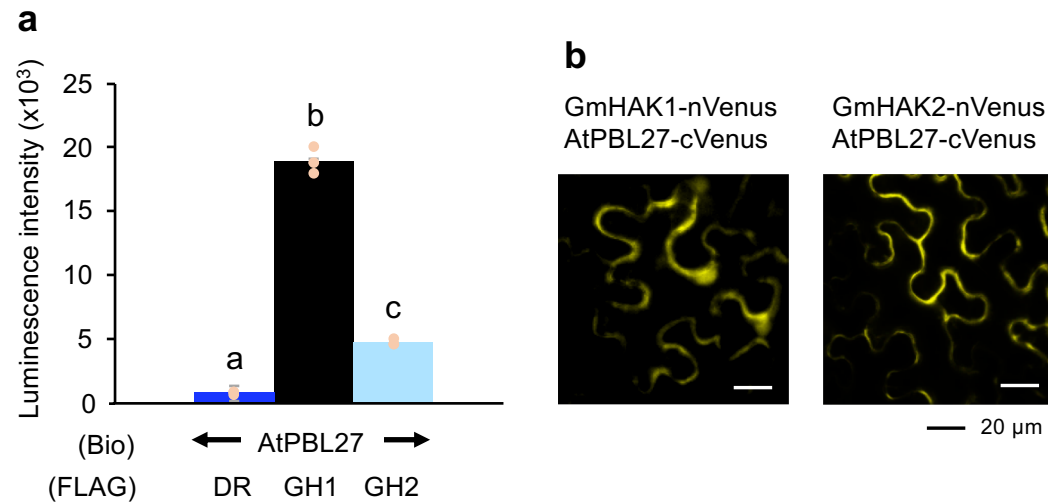 a
Luminescence intensity (x10³)
25
20
15
10
5
0
a
b
c
(Bio)
AtPBL27
(FLAG)
DR
GH1
GH2
b
GmHAK1-nVenus
AtPBL27-cVenus
GmHAK2-nVenus
AtPBL27-cVenus
20 μm